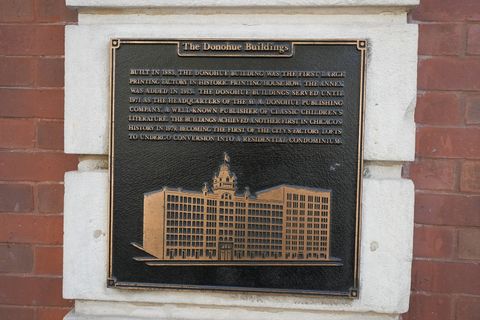 The Donohue Buildings
BUILT IN 1883, THE DONOHUE BUILDING WAS THE FIRST LARGE
PRINTING FACTORY IN HISTORIC PRINTING HOUSE ROW. THE ANNEX
WAS ADDED IN 1913. THE DONOHUE BUILDINGS SERVED UNTIL
1971 AS THE HEADQUARTERS OF THE M.A. DONOHUE PUBLISHING
COMPANY, A WELL-KNOWN PUBLISHER OF CLASSIC CHILDREN'S
LITERATURE. THE BUILDINGS ACHIEVED ANOTHER FIRST IN CHICAGO'S
HISTORY IN 1979, BECOMING THE FIRST OF THE CITY'S FACTORY LOFTS
TO UNDERGO CONVERSION INTO A RESIDENTIAL CONDOMINIUM.